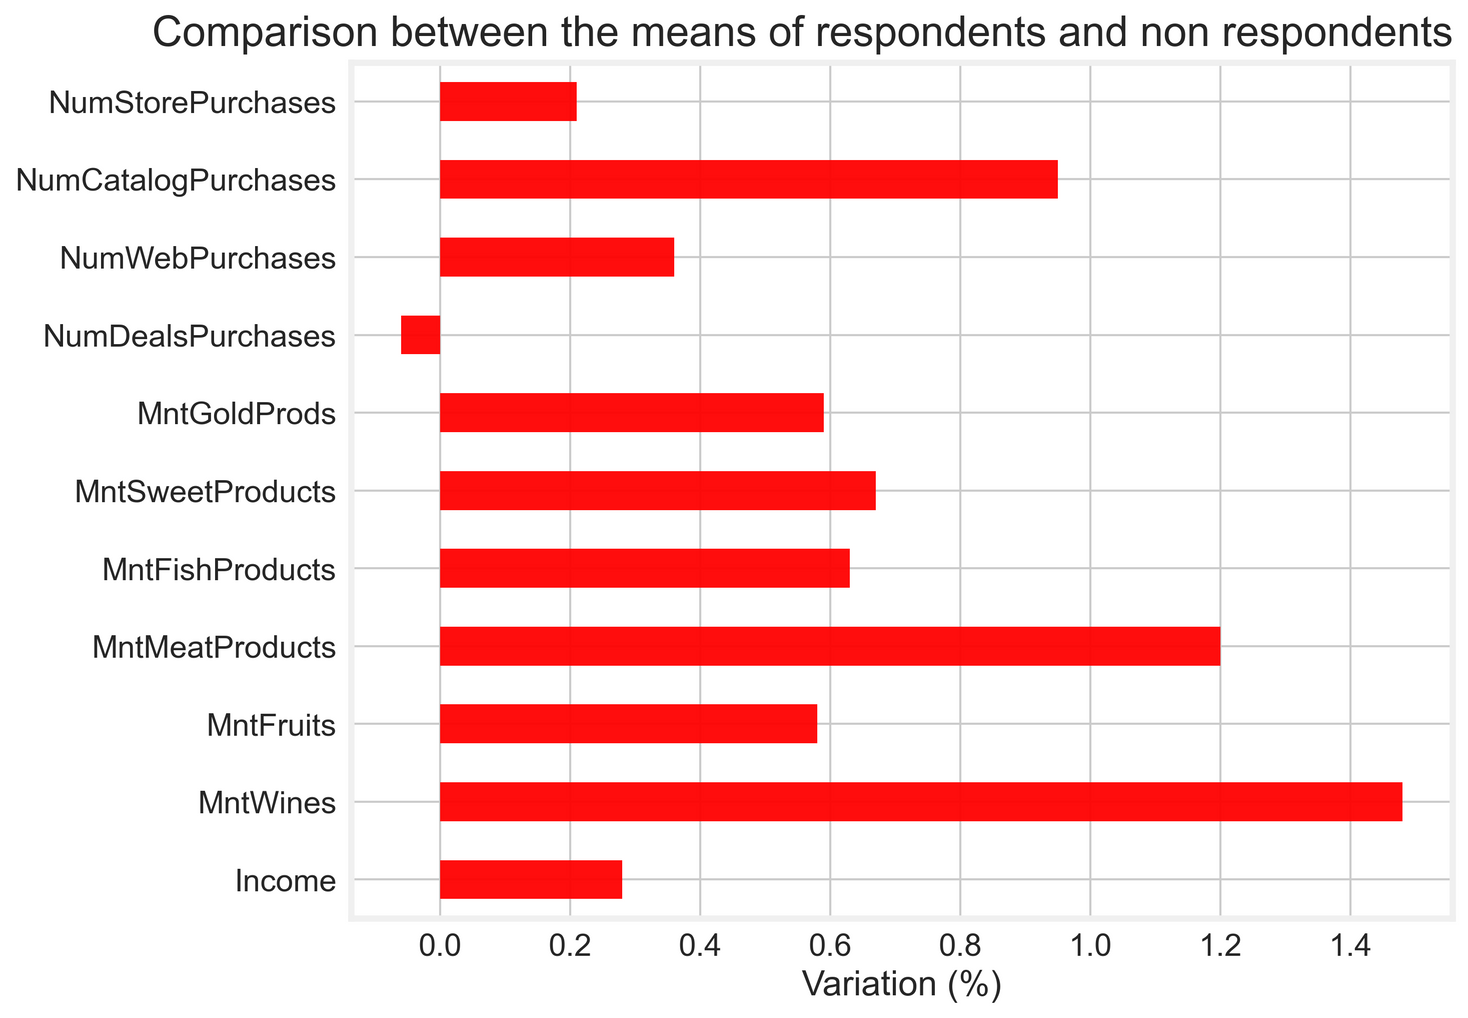 Comparison between the means of respondents and non respondents
NumStorePurchases
NumCatalogPurchases
NumWebPurchases
NumDealsPurchases
MntGoldProds
MntSweetProducts
MntFishProducts
MntMeatProducts
MntFruits
MntWines
Income
0.0 0.2 0.4 0.6 0.8 1.0 1.2 1.4
Variation (%)